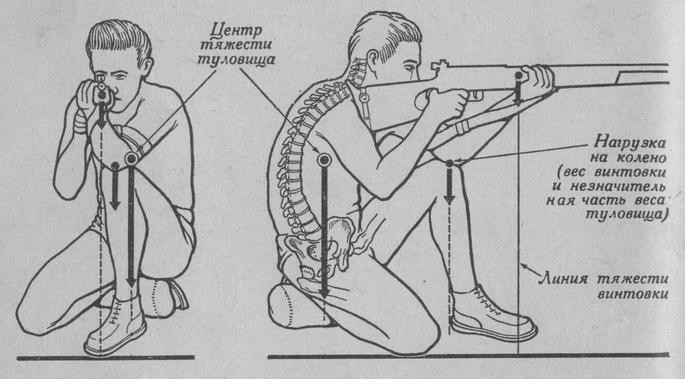 Центр
тяжести
туловища
Нагрузка
на колено
(вес винтовки
и незначитель
ная часть веса
туловища)
Линия тяжести
винтовки